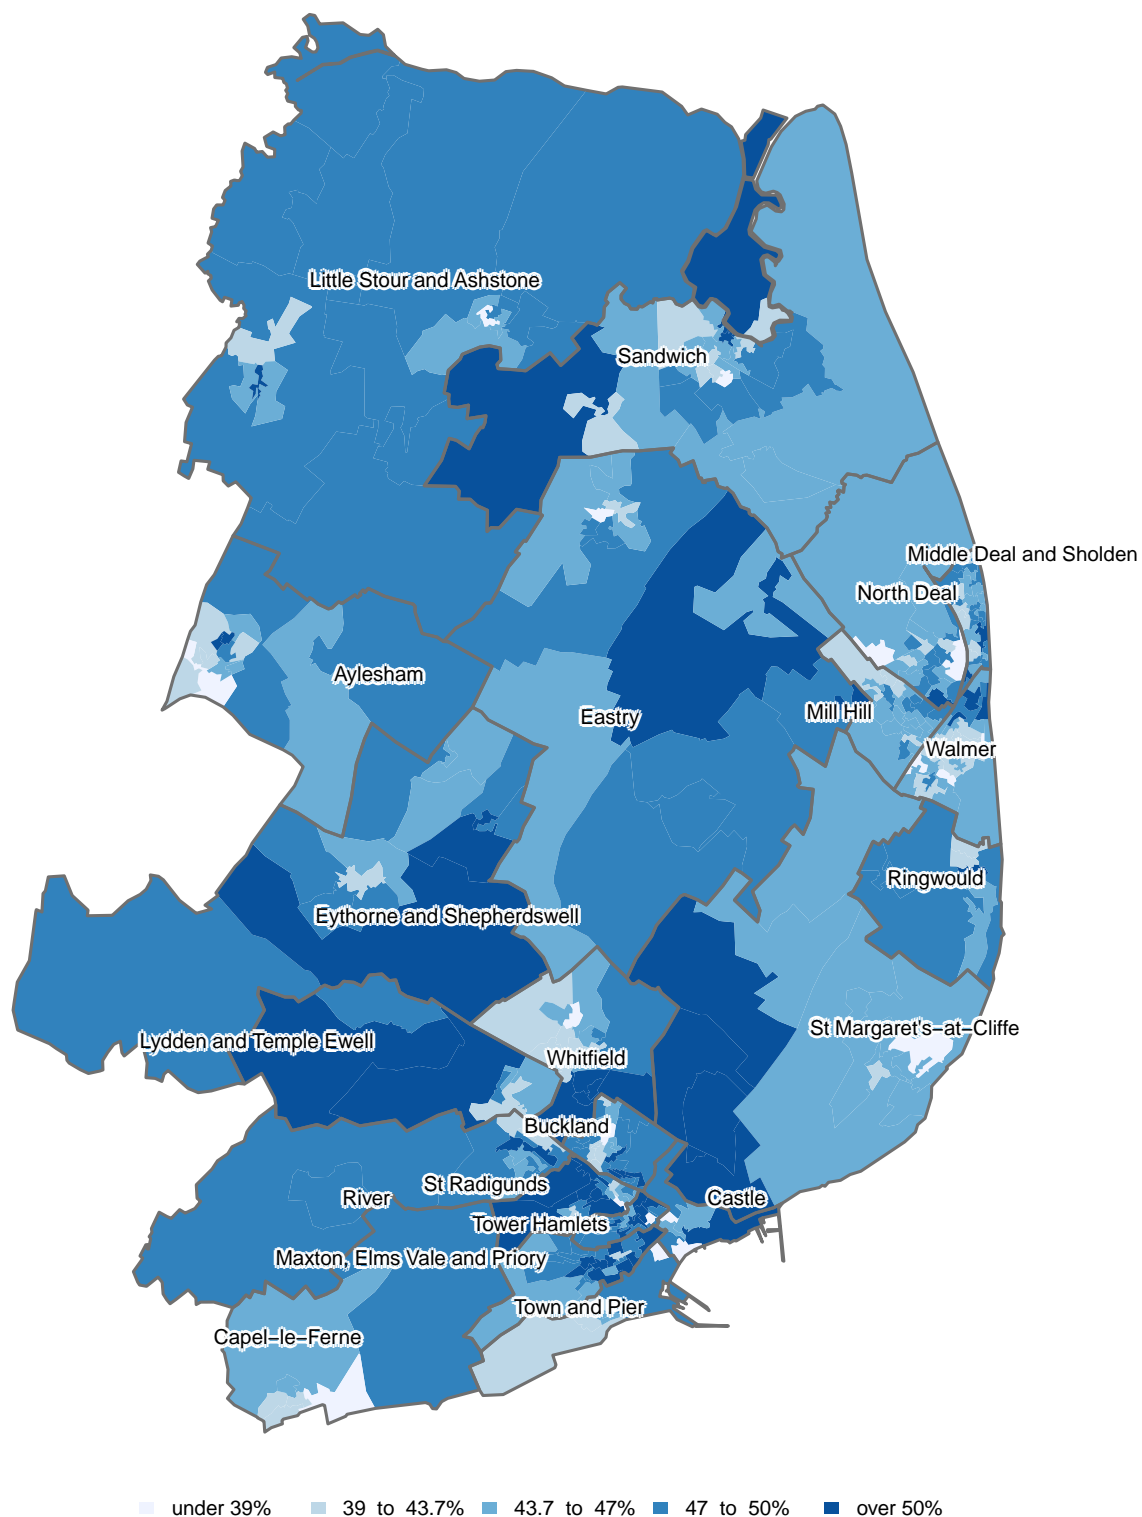 Little Stour and Ashstone
Sandwich
Middle Deal and Sholden
North Deal
Aylesham
Eastry
Mill Hill
Walmer
Ringwould
Eythorne and Shepherdswell
St Margaret's−at−Cliffe
Lydden and Temple Ewell
Whitfield
Buckland
St Radigunds
River
Castle
Tower Hamlets
Maxton, Elms Vale and Priory
Town and Pier
Capel−le−Ferne
under 39% 39 to 43.7% 43.7 to 47% 47 to 50% over 50%